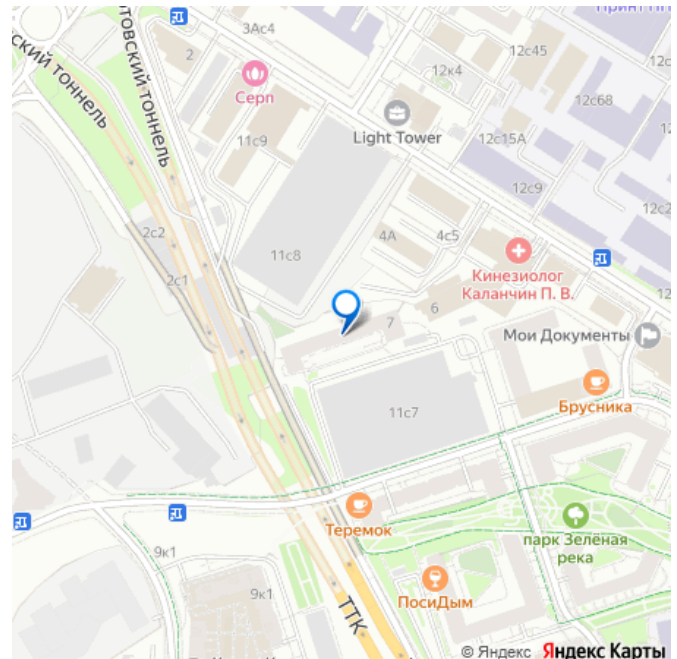 Принт
3Ас4
12с45
2
12к4
Серп
12с68
СКИЙ ТОННЕЛЬ
ТОВСКИЙ ТОННЕЛЬ
Light Tower
11с9
12с15А
12с9
12с2
2с2
4А
4с5
11с8
2с1
Кинезиолог
Каланчин П. В.
7
6
Мои Документы
Брусника
11с7
Теремок
парк Зелёная
река
9к1
9к1
ПосиДым
ТТК
© Яндекс Яндекс Карты